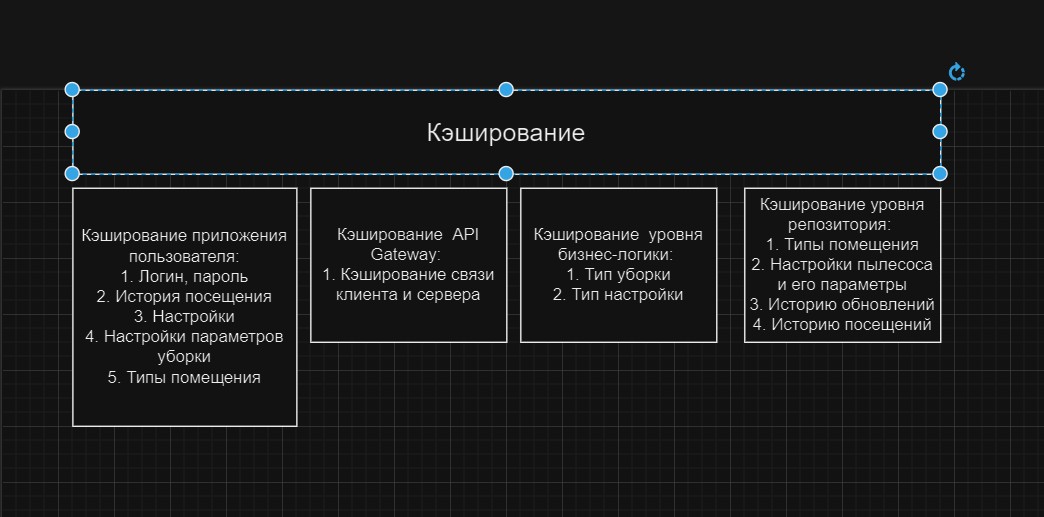 Кэширование
Кэширование приложения
пользователя:
1. Логин, пароль
2. История посещения
3. Настройки
4. Настройки параметров
уборки
5. Типы помещения
Кэширование  API
Gateway:
1. Кэширование связи
клиента и сервера
Кэширование  уровня
бизнес-логики:
1. Тип уборки
2. Тип настройки
Кэширование уровня
репозитория:
1. Типы помещения
2. Настройки пылесоса
и его параметры
3. Историю обновлений
4. Историю посещений